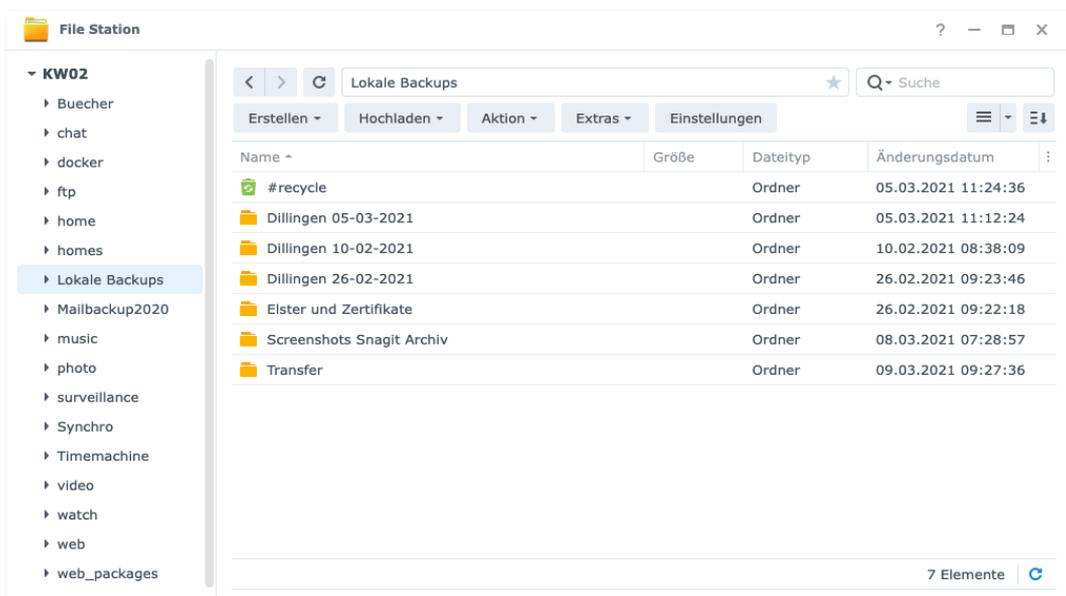 File Station
KW02
Buecher
chat
docker
ftp
home
homes
Lokale Backups
Mailbackup2020
music
photo
surveillance
Synchro
Timemachine
video
watch
web
web_packages
Lokale Backups
Suche
Erstellen Hochladen Aktion Extras Einstellungen
Name Größe Dateityp Änderungsdatum
#recycle Ordner 05.03.2021 11:24:36
Dillingen 05-03-2021 Ordner 05.03.2021 11:12:24
Dillingen 10-02-2021 Ordner 10.02.2021 08:38:09
Dillingen 26-02-2021 Ordner 26.02.2021 09:23:46
Elster und Zertifikate Ordner 26.02.2021 09:22:18
Screenshots Snagit Archiv Ordner 08.03.2021 07:28:57
Transfer Ordner 09.03.2021 09:27:36
7 Elemente